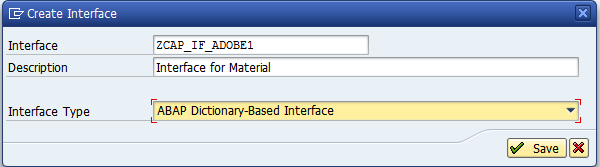 Create Interface
Interface ZCAP_IF_ADOBE1
Description Interface for Material
Interface Type ABAP Dictionary-Based Interface
Save